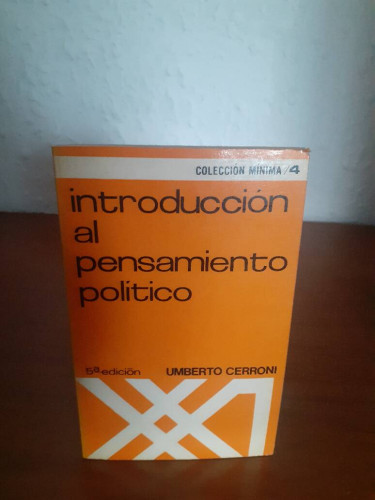 COLECCIÓN MÍNIMA /4
introducción
al
pensamiento
político
5ª edición UMBERTO CERRONI